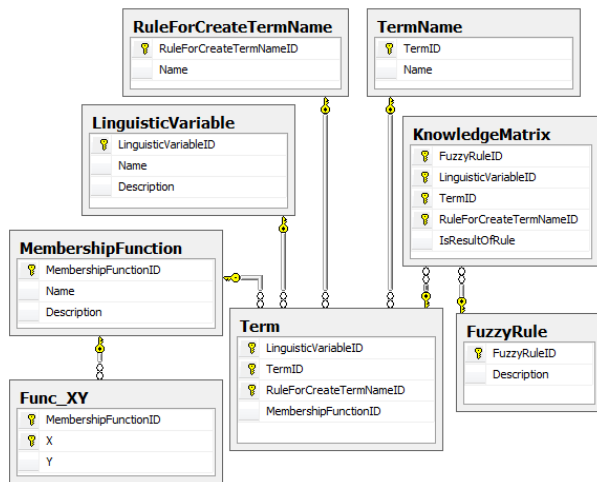 RuleForCreateTermName
RuleForCreateTermNameID
Name
TermName
TermID
Name
LinguisticVariable
LinguisticVariableID
Name
Description
KnowledgeMatrix
FuzzyRuleID
LinguisticVariableID
TermID
RuleForCreateTermNameID
IsResultOfRule
MembershipFunction
MembershipFunctionID
Name
Description
Term
LinguisticVariableID
TermID
RuleForCreateTermNameID
MembershipFunctionID
FuzzyRule
FuzzyRuleID
Description
Func_XY
MembershipFunctionID
X
Y